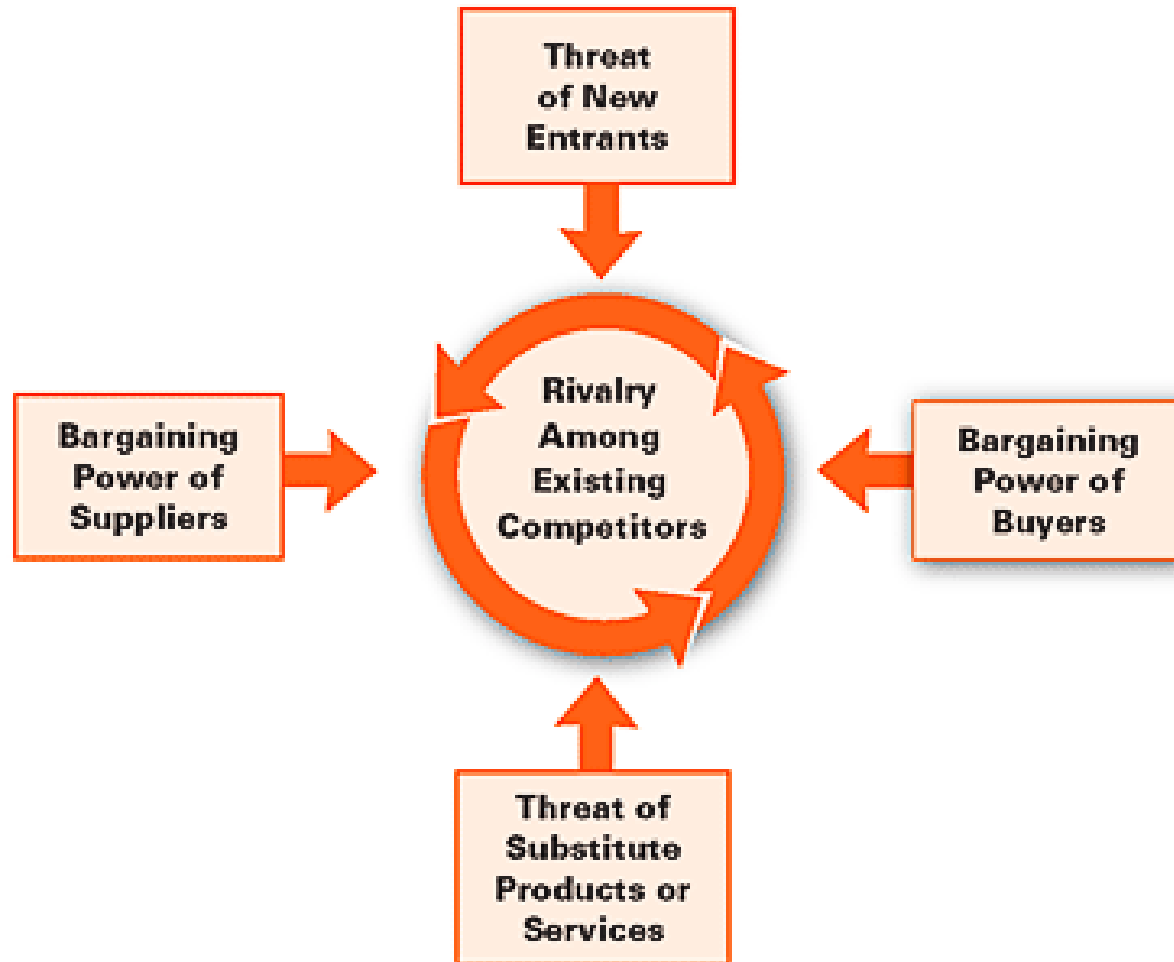 Threat
of New
Entrants
Bargaining
Power of
Suppliers
Rivalry
Among
Existing
Competitors
Bargaining
Power of
Buyers
Threat of
Substitute
Products or
Services